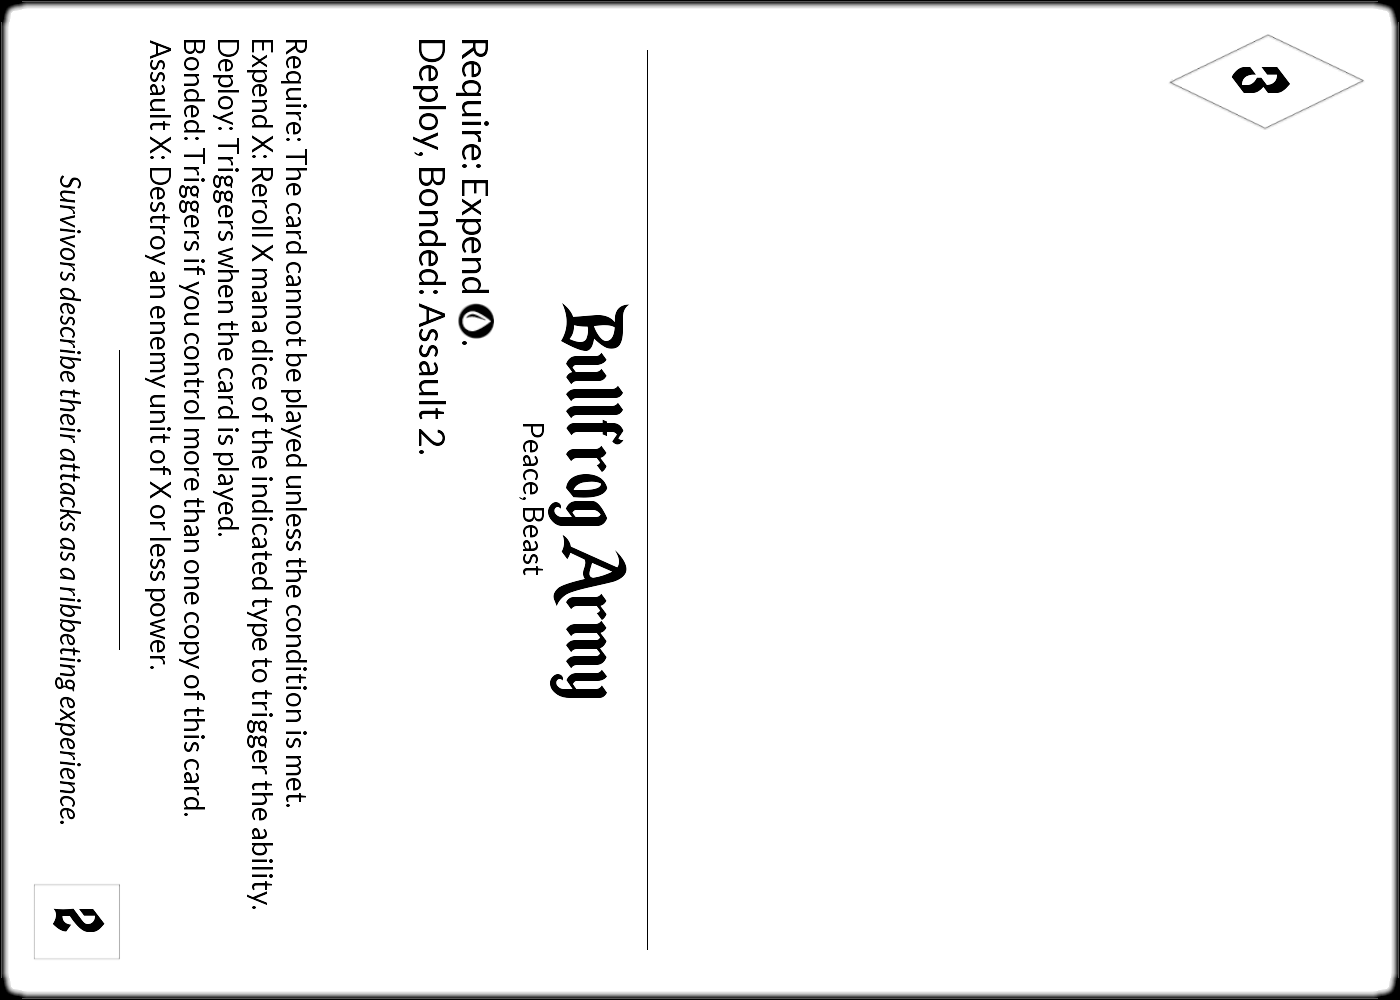 3
Bullfrog Army
Peace, Beast
Require: Expend .
Deploy, Bonded: Assault 2.
Require: The card cannot be played unless the condition is met.
Expend X: Reroll X mana dice of the indicated type to trigger the ability.
Deploy: Triggers when the card is played.
Bonded: Triggers if you control more than one copy of this card.
Assault X: Destroy an enemy unit of X or less power.
Survivors describe their attacks as a ribbeting experience.
2